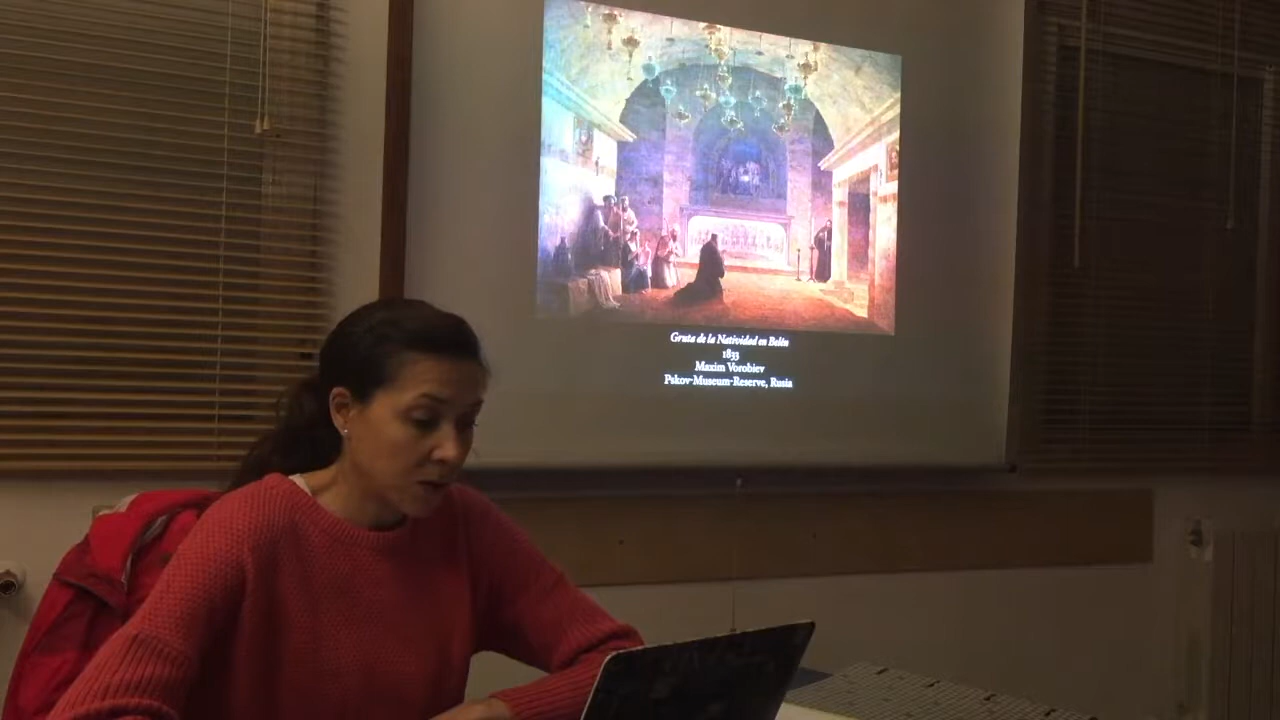 Gruta de la Natividad en Belén
1833
Maxim Vorobiev
Pskov-Museum-Reserve, Rusia